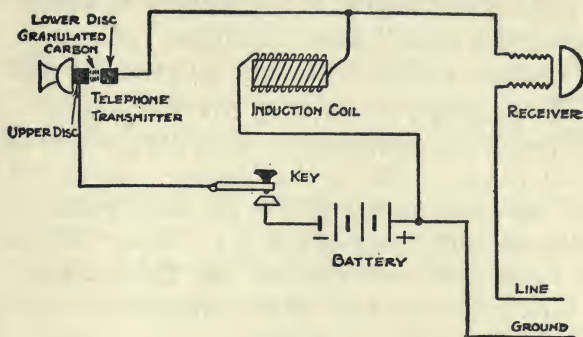 LOWER DISC
GRANULATED
CARBON
TELEPHONE
TRANSMITTER
UPPER DISC
INDUCTION COIL
RECEIVER
KEY
− +
BATTERY
LINE
GROUND